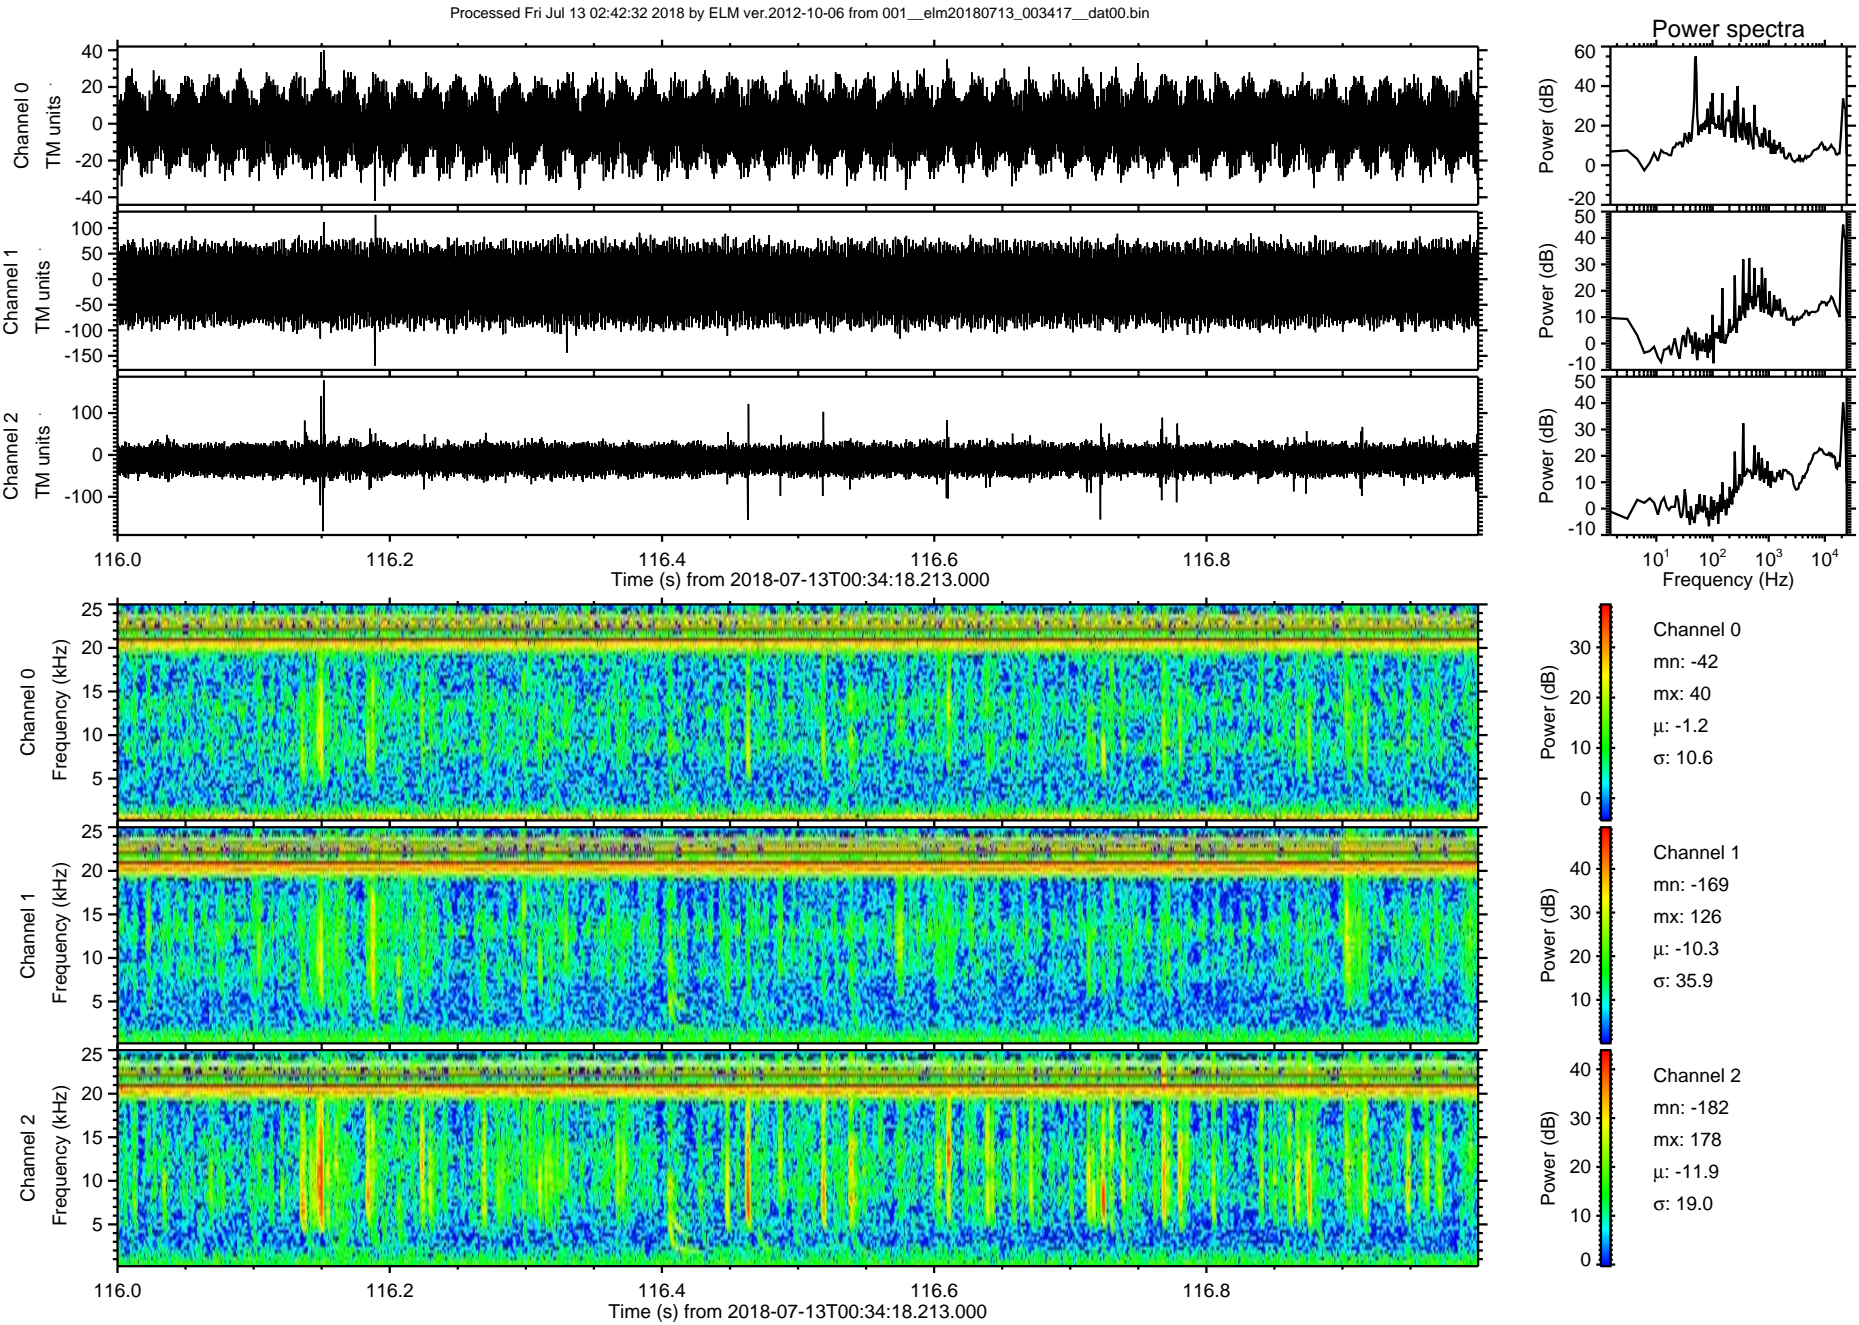 Processed Fri Jul 13 02:42:32 2018 by ELM ver.2012-10-06 from 001__elm20180713_003417__dat00.bin
Power spectra
Channel 0
TM units
40
20
0
-20
-40
Power (dB)
60
40
20
0
-20
Channel 1
TM units
100
50
0
-50
-100
-150
Power (dB)
50
40
30
20
10
0
-10
Channel 2
TM units
100
0
-100
Power (dB)
50
40
30
20
10
0
-10
116.0 116.2 116.4 116.6 116.8
Time (s) from 2018-07-13T00:34:18.213.000
10^1 10^2 10^3 10^4
Frequency (Hz)
Channel 0
Frequency (kHz)
25
20
15
10
5
Power (dB)
30
20
10
0
Channel 0
mn: -42
mx: 40
μ: -1.2
σ: 10.6
Channel 1
Frequency (kHz)
25
20
15
10
5
Power (dB)
40
30
20
10
Channel 1
mn: -169
mx: 126
μ: -10.3
σ: 35.9
Channel 2
Frequency (kHz)
25
20
15
10
5
Power (dB)
40
30
20
10
0
Channel 2
mn: -182
mx: 178
μ: -11.9
σ: 19.0
116.0 116.2 116.4 116.6 116.8
Time (s) from 2018-07-13T00:34:18.213.000